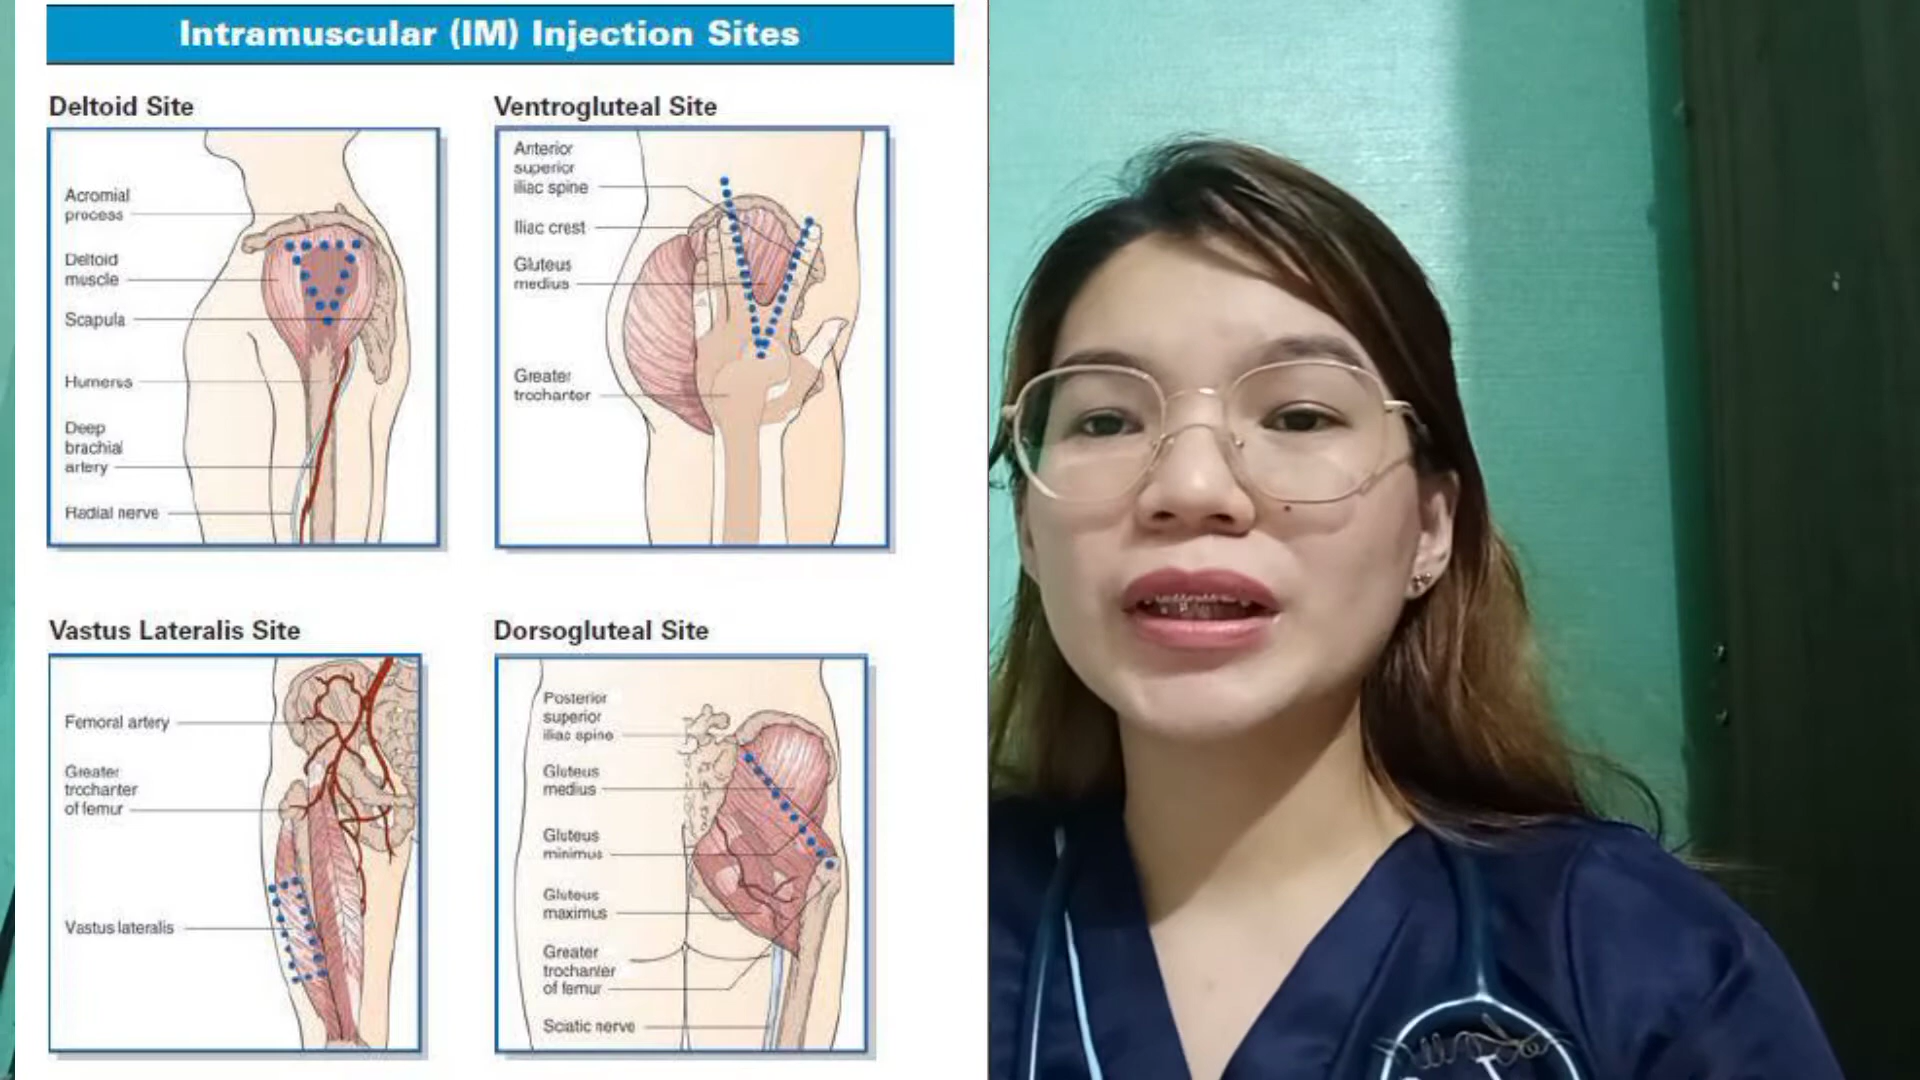 Intramuscular (IM) Injection Sites
Deltoid Site
Acromial
process
Deltoid
muscle
Scapula
Humerus
Deep
brachial
artery
Radial nerve
Ventrogluteal Site
Anterior
superior
iliac spine
Iliac crest
Gluteus
medius
Greater
trochanter
Vastus Lateralis Site
Femoral artery
Greater
trochanter
of femur
Vastus lateralis
Dorsogluteal Site
Posterior
superior
iliac spine
Gluteus
medius
Gluteus
minimus
Gluteus
maximus
Greater
trochanter
of femur
Sciatic nerve